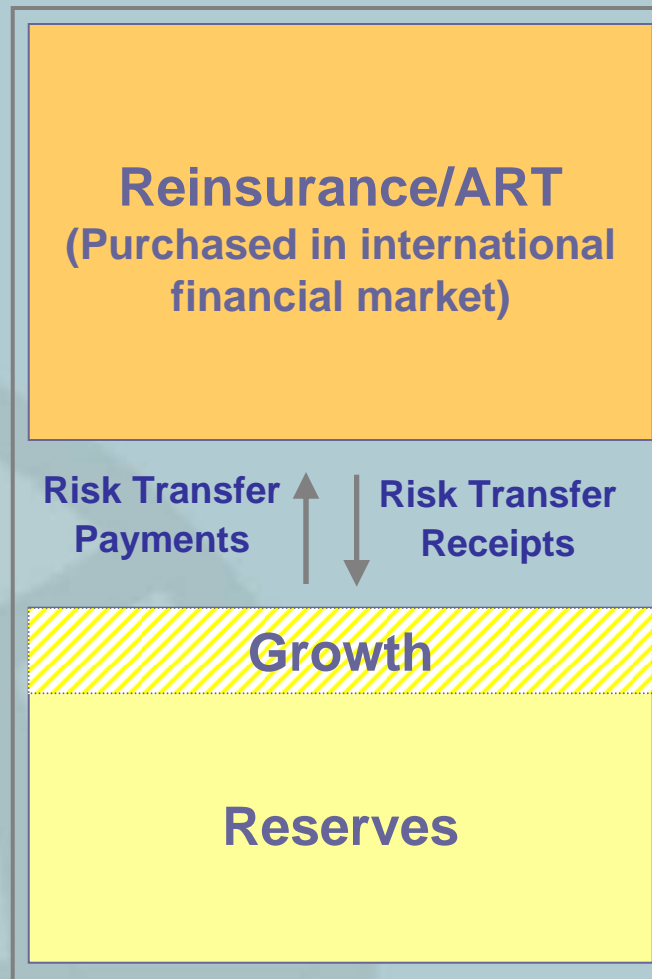 Reinsurance/ART
(Purchased in international
financial market)
Risk Transfer
Payments
Risk Transfer
Receipts
Growth
Reserves